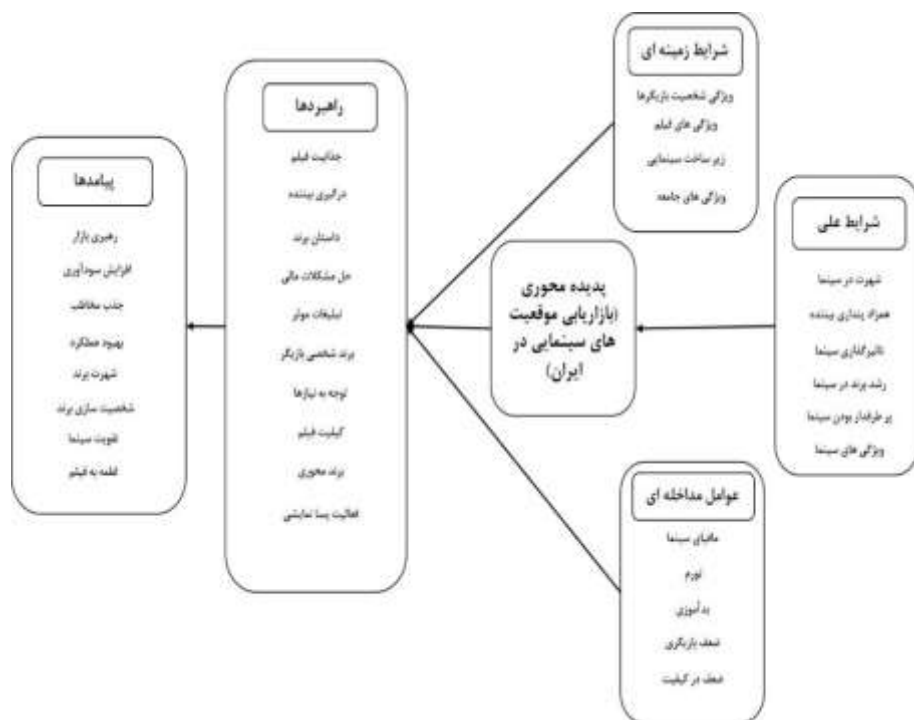 شرایط علی
شهرت در سینما
همزاد پنداری بیننده
تاثیرگذاری سینما
رشد برند در سینما
پر طرفدار بودن سینما
ویژگی های سینما
شرایط زمینه ای
ویژگی شخصیت بازیگرها
ویژگی های فیلم
زیر ساخت سینمایی
ویژگی های جامعه
پدیده محوری
(بازاریابی موقعیت
های سینمایی در
ایران)
عوامل مداخله ای
مافیای سینما
تورم
بدآموزی
ضعف بازیگری
ضعف در کیفیت
راهبردها
جذابیت فیلم
درگیری بیننده
داستان برند
حل مشکلات مالی
تبلیغات موثر
برند شخصی بازیگر
توجه به نیازها
کیفیت فیلم
برند محوری
فعالیت پسا نمایشی
پیامدها
رهبری بازار
افزایش سودآوری
جذب مخاطب
بهبود عملکرد
شهرت برند
شخصیت سازی برند
تقویت سینما
به فیلم